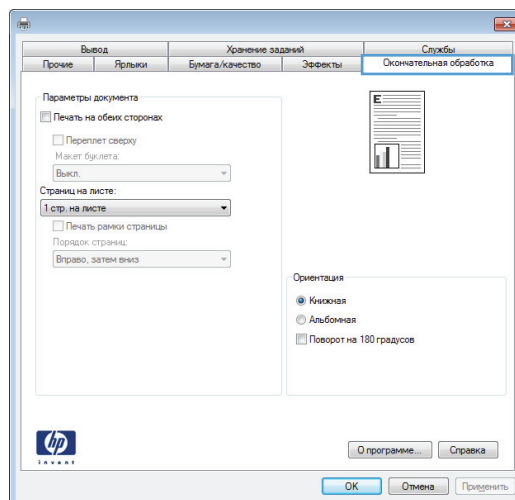 Вывод
Хранение заданий
Службы
Прочие
Ярлыки
Бумага/качество
Эффекты
Окончательная обработка
Параметры документа
Печать на обеих сторонах
Переплет сверху
Макет буклета:
Выкл.
Страниц на листе:
1 стр. на листе
Печать рамки страницы
Порядок страниц:
Вправо, затем вниз
E
Ориентация
Книжная
Альбомная
Поворот на 180 градусов
hp
invent
О программе...
Справка
OK
Отмена
Применить